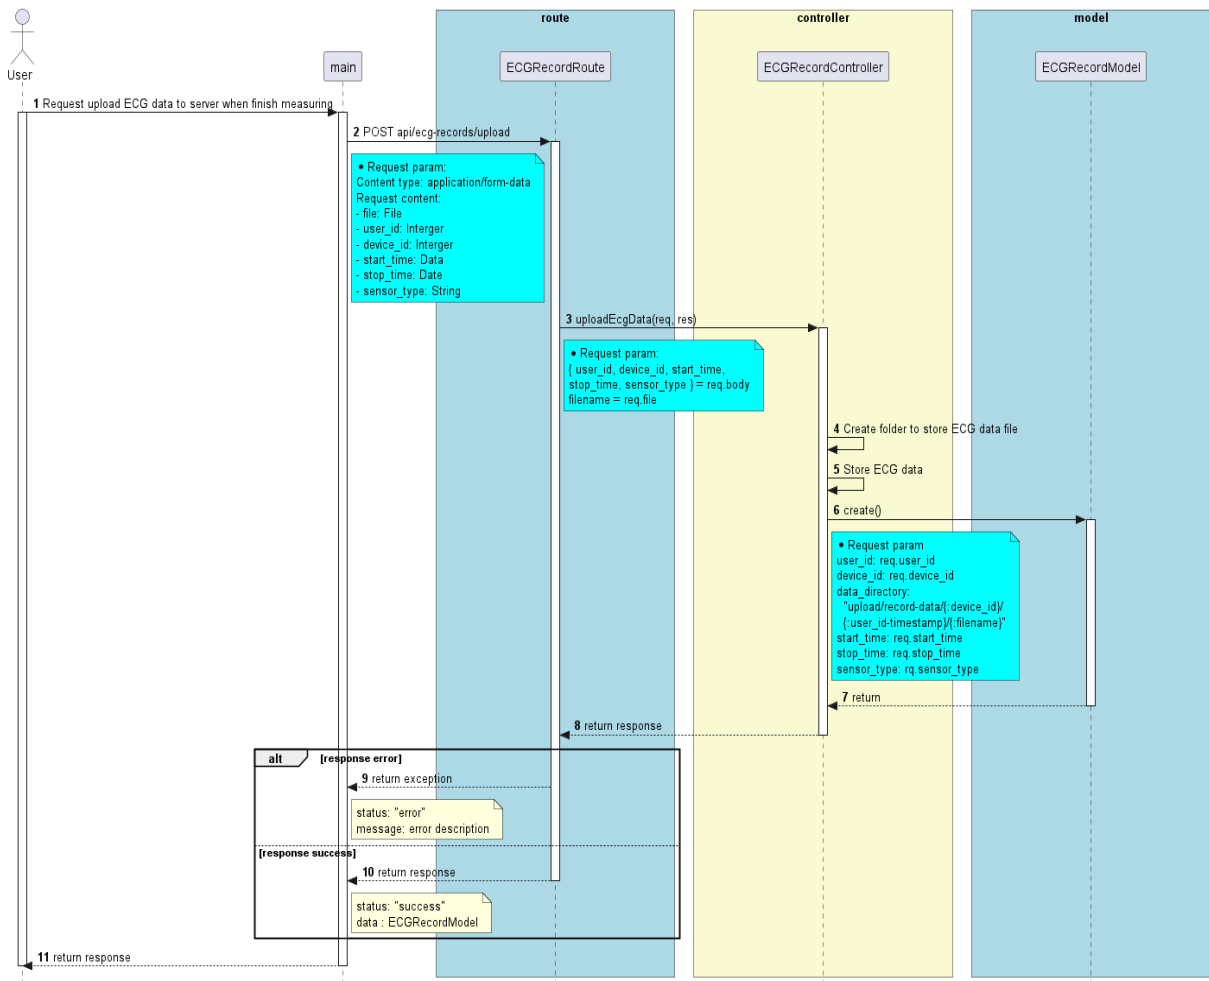 route
controller
model
User
main
ECGRecordRoute
ECGRecordController
ECGRecordModel
1 Request upload ECG data to server when finish measuring
2 POST api/ecg-records/upload
• Request param:
Content type: application/form-data
Request content:
- file: File
- user_id: Interger
- device_id: Interger
- start_time: Data
- stop_time: Date
- sensor_type: String
3 uploadEcgData(req, res)
• Request param:
{ user_id, device_id, start_time,
stop_time, sensor_type } = req.body
filename = req.file
4 Create folder to store ECG data file
5 Store ECG data
6 create()
• Request param
user_id: req.user_id
device_id: req.device_id
data_directory:
"upload/record-data/{:device_id}/
{:user_id-timestamp}/{:filename}"
start_time: req.start_time
stop_time: req.stop_time
sensor_type: rq.sensor_type
7 return
8 return response
alt [response error]
9 return exception
status: "error"
message: error description
[response success]
10 return response
status: "success"
data : ECGRecordModel
11 return response